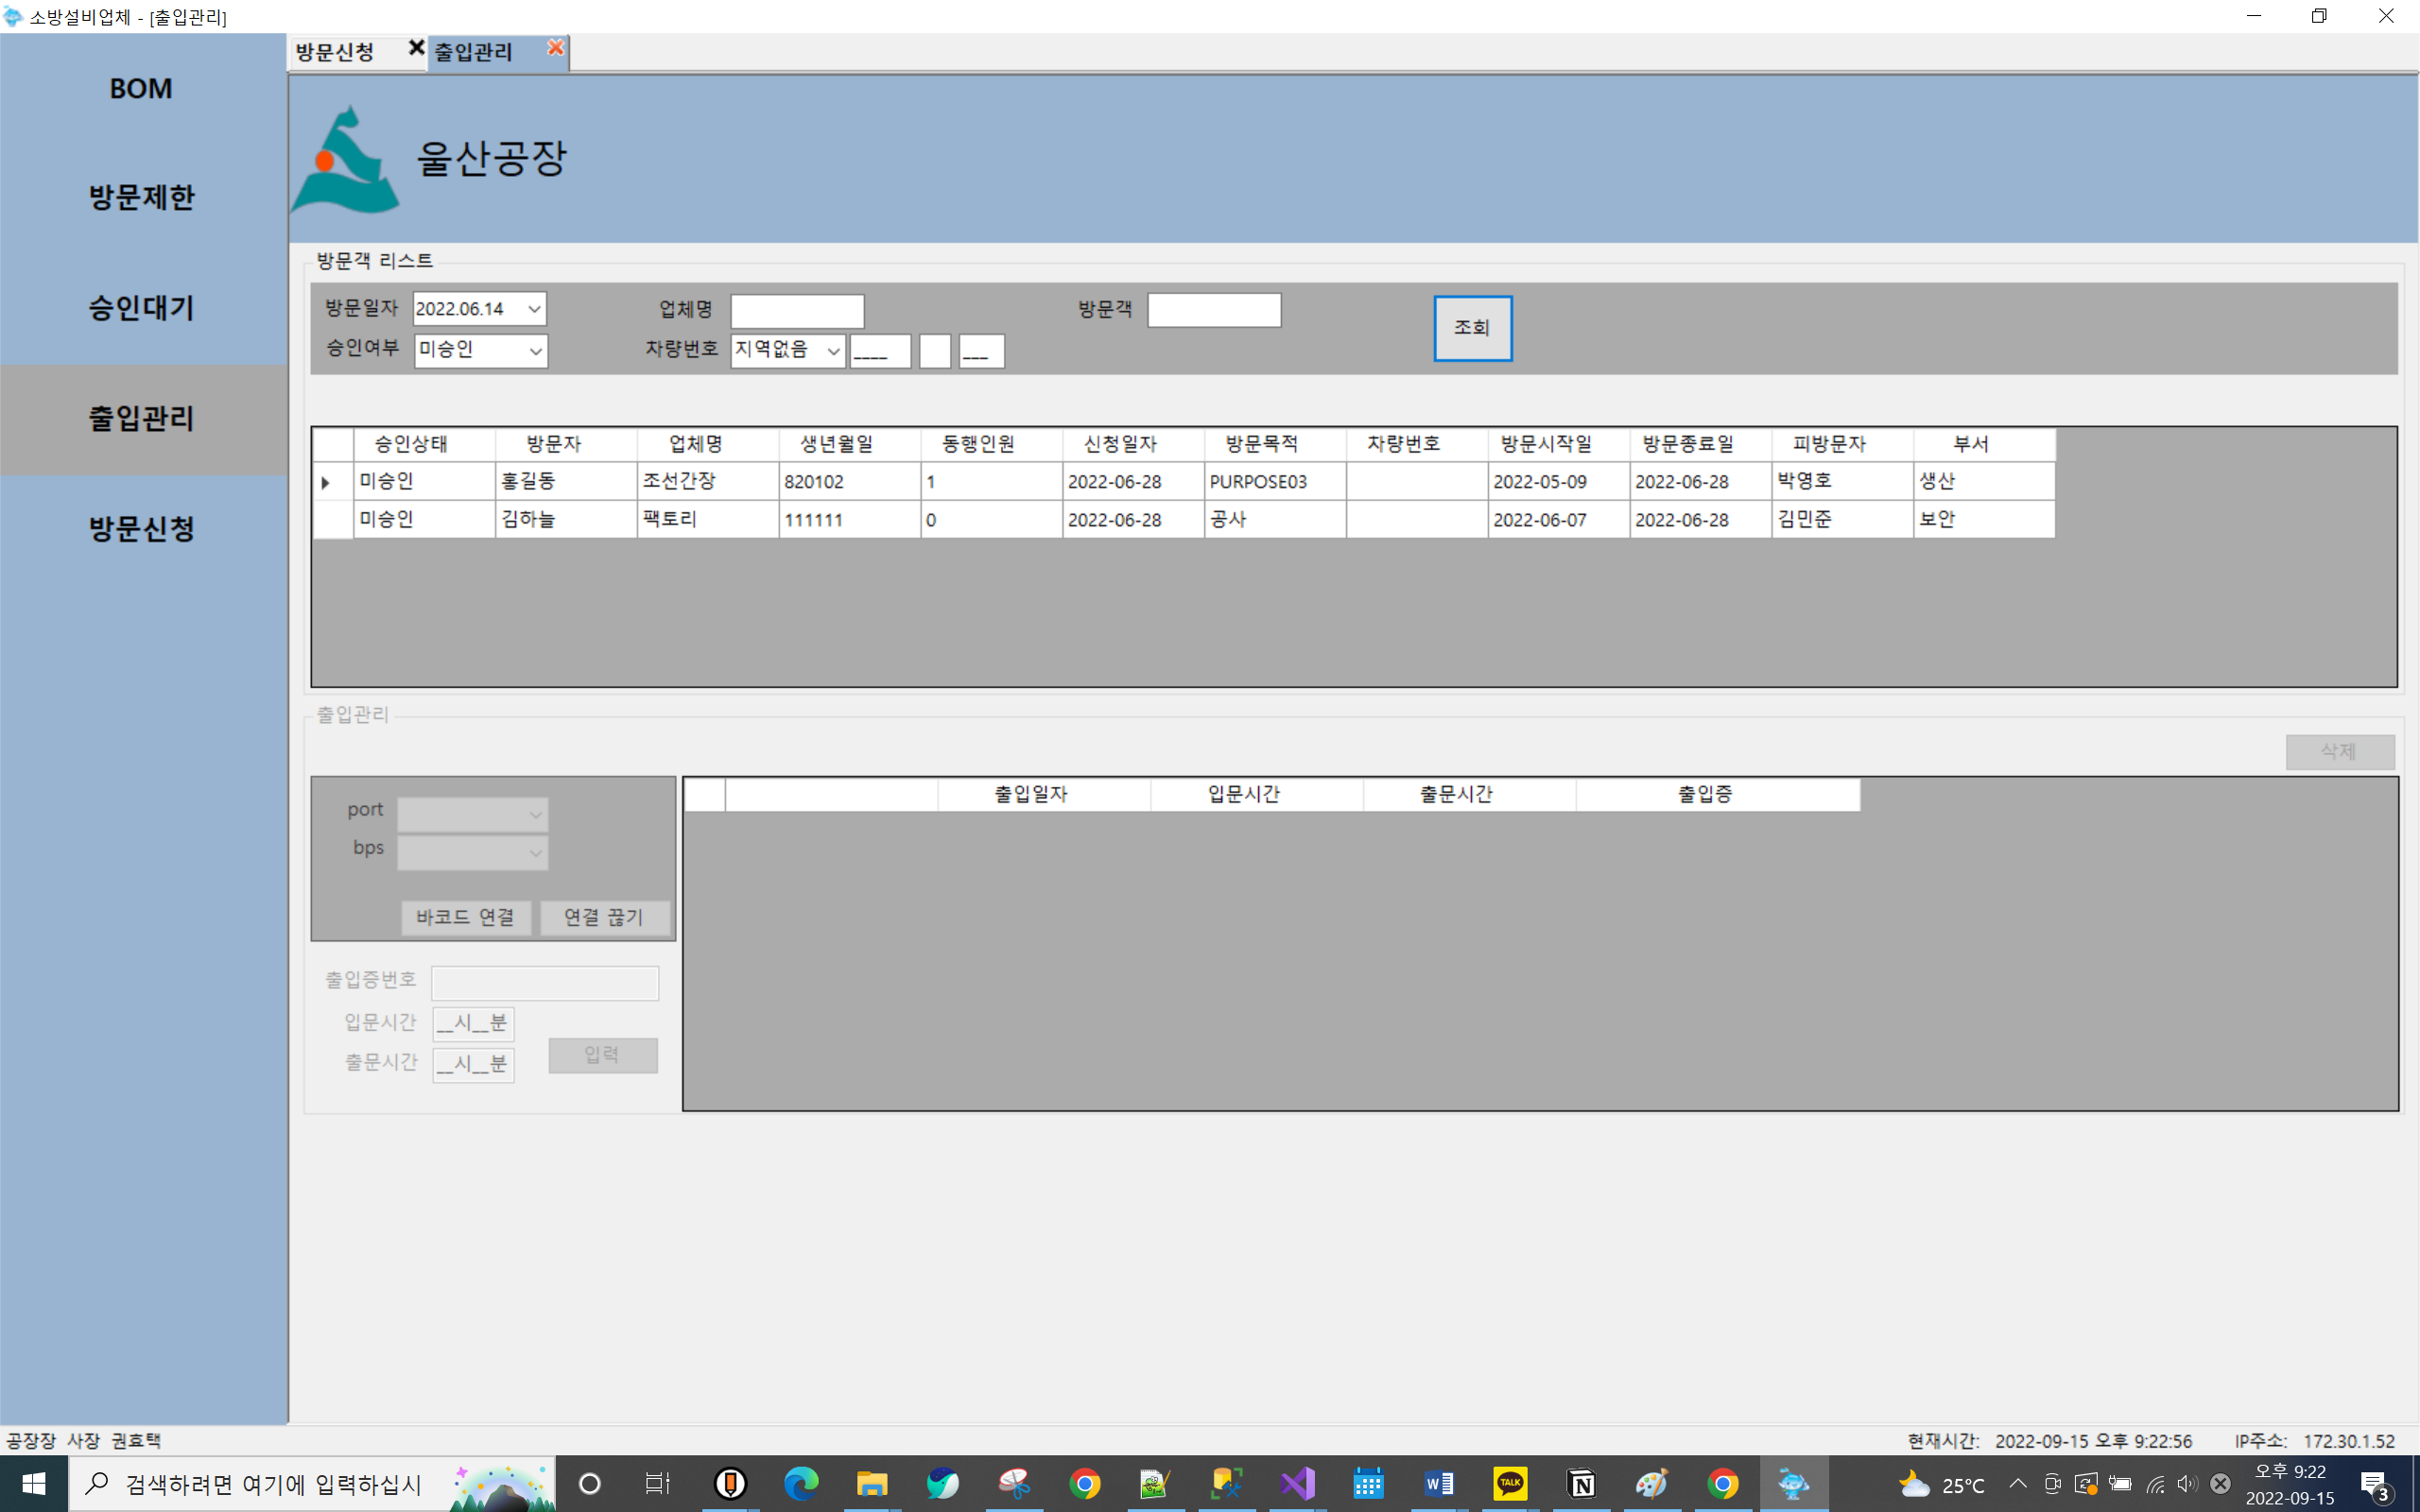 소방설비업체 - [출입관리]
방문신청 출입관리
BOM
방문제한
승인대기
출입관리
방문신청
울산공장
방문객 리스트
방문일자 2022.06.14 업체명 방문객 조회
승인여부 미승인 차량번호 지역없음 ____ ___
승인상태 방문자 업체명 생년월일 동행인원 신청일자 방문목적 차량번호 방문시작일 방문종료일 피방문자 부서
미승인 홍길동 조선간장 820102 1 2022-06-28 PURPOSE03 2022-05-09 2022-06-28 박영호 생산
미승인 김하늘 팩토리 111111 0 2022-06-28 공사 2022-06-07 2022-06-28 김민준 보안
출입관리
삭제
port
bps
바코드 연결 연결 끊기
출입일자 입문시간 출문시간 출입증
출입증번호
입문시간 __시__분
출문시간 __시__분
입력
공장장 사장 권효택
현재시간: 2022-09-15 오후 9:22:56 IP주소: 172.30.1.52
검색하려면 여기에 입력하십시
TALK
25°C
오후 9:22
2022-09-15
3